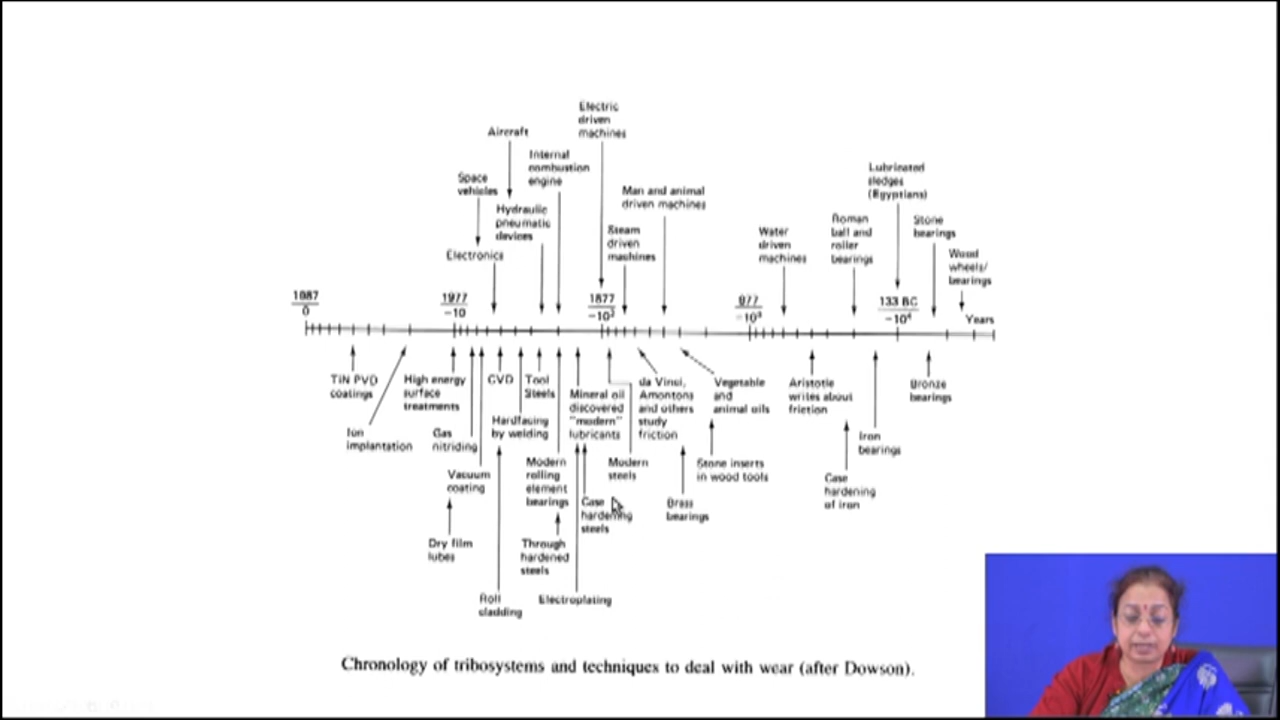 Electric
driven
machines
Aircraft
Internal
combustion
engine
Space
vehicles
Man and animal
driven machines
Lubricated
sledges
(Egyptians)
Hydraulic
pneumatic
devices
Steam
driven
machines
Water
driven
machines
Roman
ball and
roller
bearings
Stone
bearings
Electronics
Wood
wheels/
bearings
1987
0
1977
-10
1877
-10²
977
-10³
133 BC
-10⁴
Years
TiN PVD
coatings
High energy
surface
treatments
CVD
Tool
Steels
Mineral oil
discovered
"modern"
lubricants
da Vinci,
Amontons
and others
study
friction
Vegetable
and
animal oils
Aristotle
writes about
friction
Bronze
bearings
Ion
implantation
Gas
nitriding
Hardfacing
by welding
Iron
bearings
Vacuum
coating
Modern
rolling
element
bearings
Modern
steels
Stone inserts
in wood tools
Case
hardening
of iron
Case
hardening
steels
Brass
bearings
Dry film
lubes
Through
hardened
steels
Roll
cladding
Electroplating
Chronology of tribosystems and techniques to deal with wear (after Dowson).